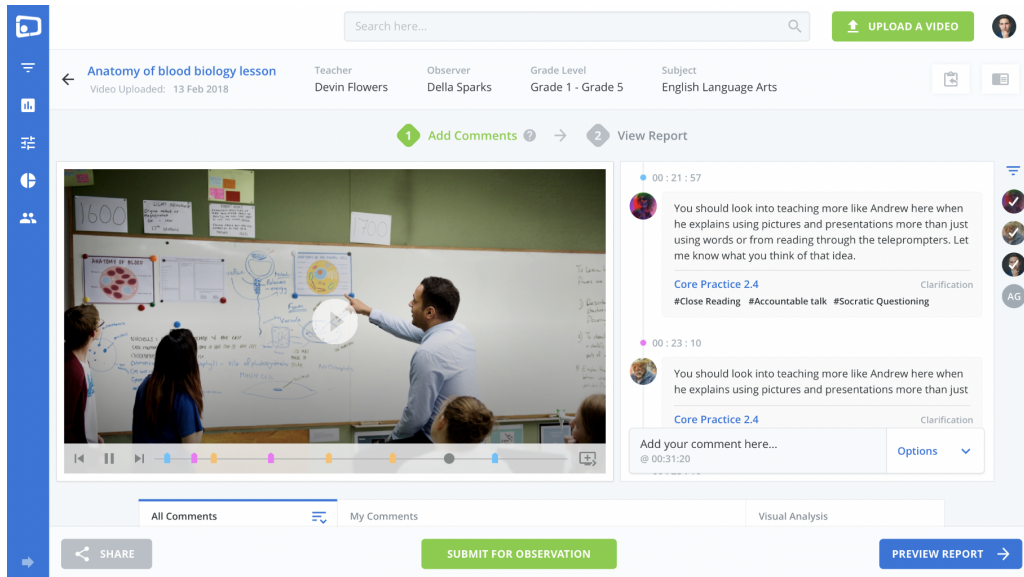 Search here...
UPLOAD A VIDEO
Anatomy of blood biology lesson
Video Uploaded: 13 Feb 2018
Teacher
Devin Flowers
Observer
Della Sparks
Grade Level
Grade 1 - Grade 5
Subject
English Language Arts
1 Add Comments ? → 2 View Report
1600
1700
ANATOMY OF BLOOD
00 : 21 : 57
You should look into teaching more like Andrew here when
he explains using pictures and presentations more than just
using words or from reading through the teleprompters. Let
me know what you think of that idea.
Core Practice 2.4
Clarification
#Close Reading #Accountable talk #Socratic Questioning
AG
00 : 23 : 10
You should look into teaching more like Andrew here when
he explains using pictures and presentations more than just
Core Practice 2.4
Clarification
Add your comment here...
@ 00:31:20
Options
All Comments
My Comments
Visual Analysis
SHARE
SUBMIT FOR OBSERVATION
PREVIEW REPORT